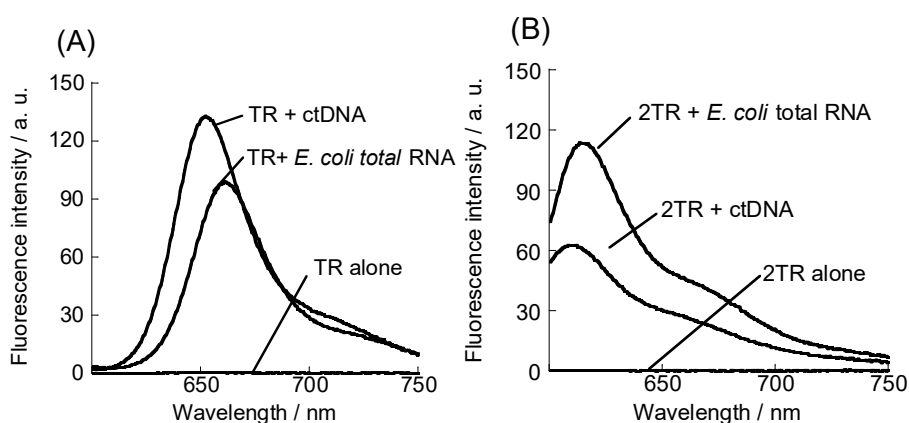 (A)
Fluorescence intensity / a. u.
150
120
90
60
30
0
TR + ctDNA
TR+ E. coli total RNA
TR alone
650
700
750
Wavelength / nm
(B)
Fluorescence intensity / a. u.
150
120
90
60
30
0
2TR + E. coli total RNA
2TR + ctDNA
2TR alone
650
700
750
Wavelength / nm